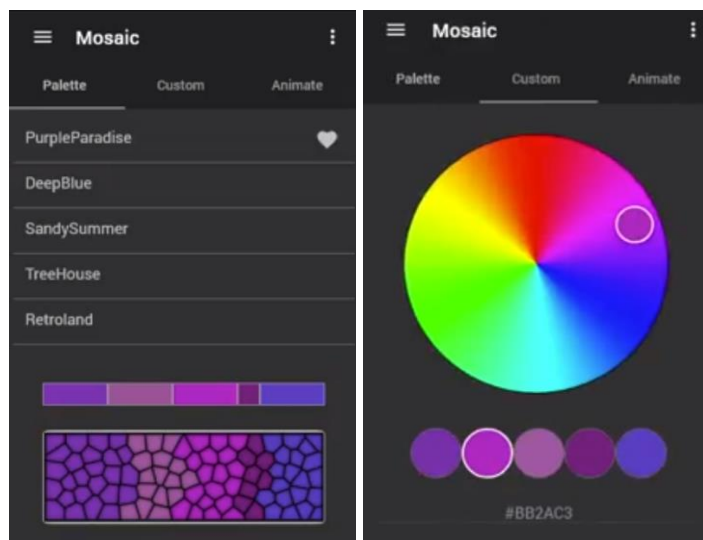 Mosaic
Palette Custom Animate
PurpleParadise
DeepBlue
SandySummer
TreeHouse
Retroland
Mosaic
Palette Custom Animate
#BB2AC3